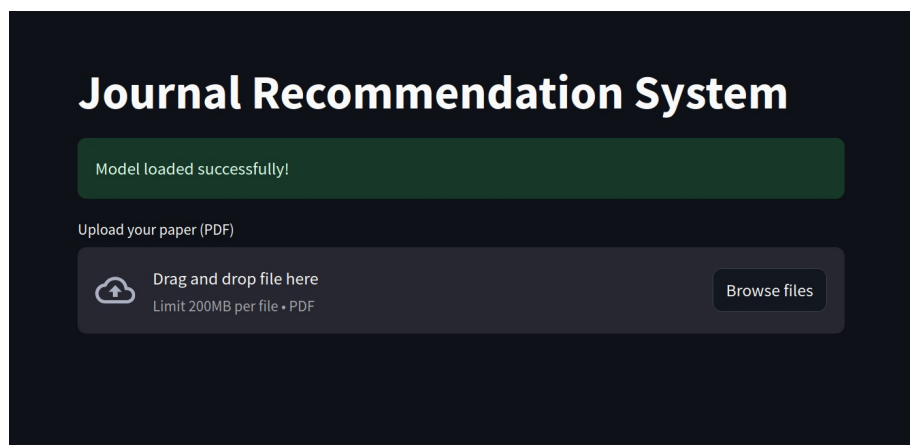 Journal Recommendation System
Model loaded successfully!
Upload your paper (PDF)
Drag and drop file here
Limit 200MB per file • PDF
Browse files